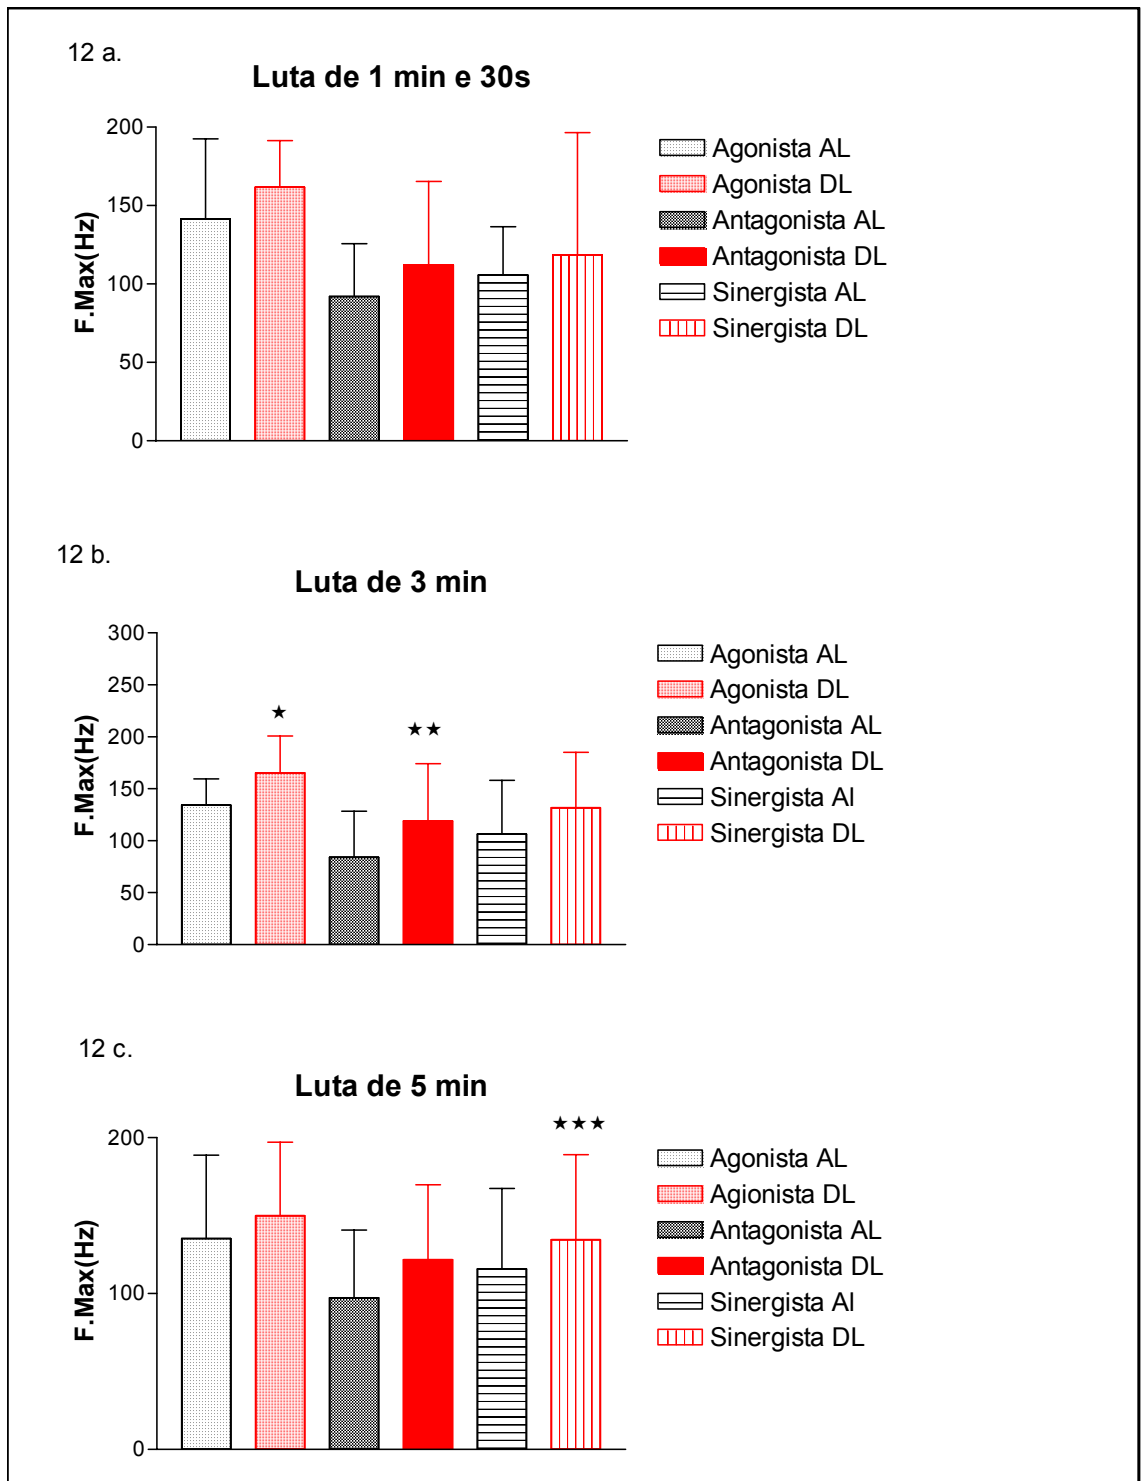 12 a.
Luta de 1 min e 30s
F.Max(Hz)
200
150
100
50
0
Agonista AL
Agonista DL
Antagonista AL
Antagonista DL
Sinergista AL
Sinergista DL
12 b.
Luta de 3 min
F.Max(Hz)
300
250
200
150
100
50
0
★
★★
Agonista AL
Agonista DL
Antagonista AL
Antagonista DL
Sinergista Al
Sinergista DL
12 c.
Luta de 5 min
F.Max(Hz)
200
100
0
★★★
Agonista AL
Agionista DL
Antagonista AL
Antagonista DL
Sinergista Al
Sinergista DL